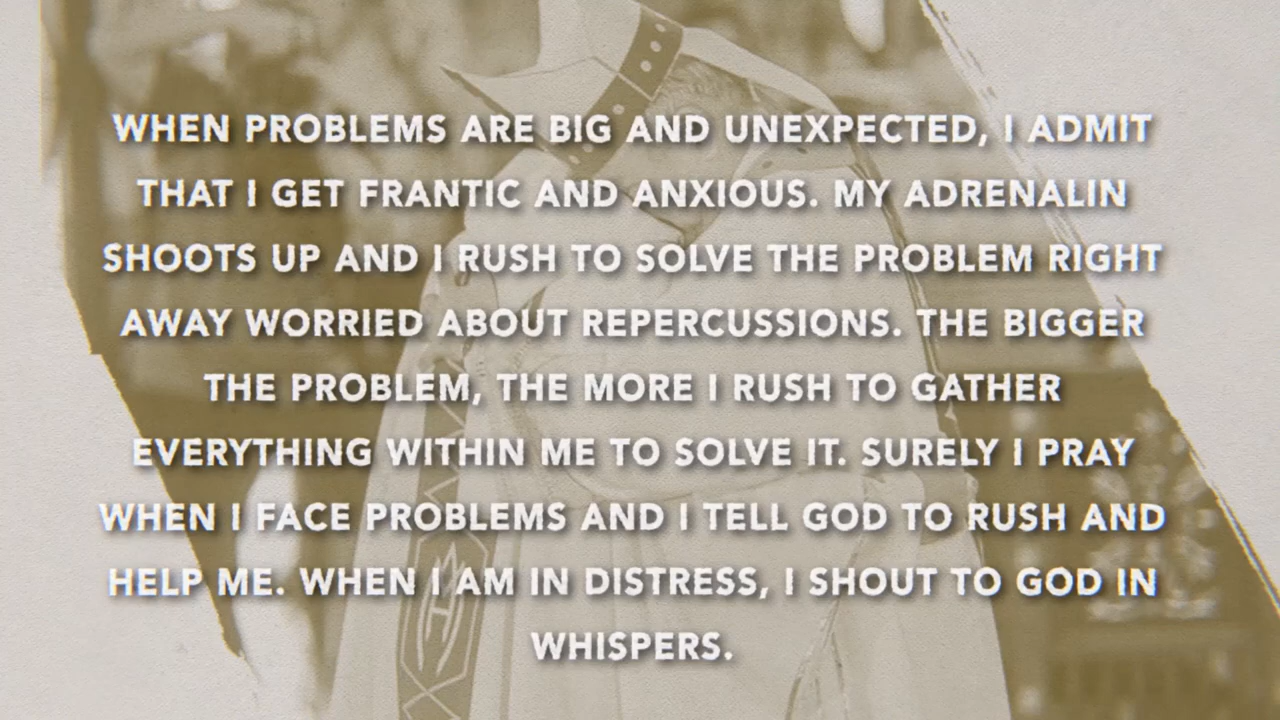 WHEN PROBLEMS ARE BIG AND UNEXPECTED, I ADMIT
THAT I GET FRANTIC AND ANXIOUS. MY ADRENALIN
SHOOTS UP AND I RUSH TO SOLVE THE PROBLEM RIGHT
AWAY WORRIED ABOUT REPERCUSSIONS. THE BIGGER
THE PROBLEM, THE MORE I RUSH TO GATHER
EVERYTHING WITHIN ME TO SOLVE IT. SURELY I PRAY
WHEN I FACE PROBLEMS AND I TELL GOD TO RUSH AND
HELP ME. WHEN I AM IN DISTRESS, I SHOUT TO GOD IN
WHISPERS.